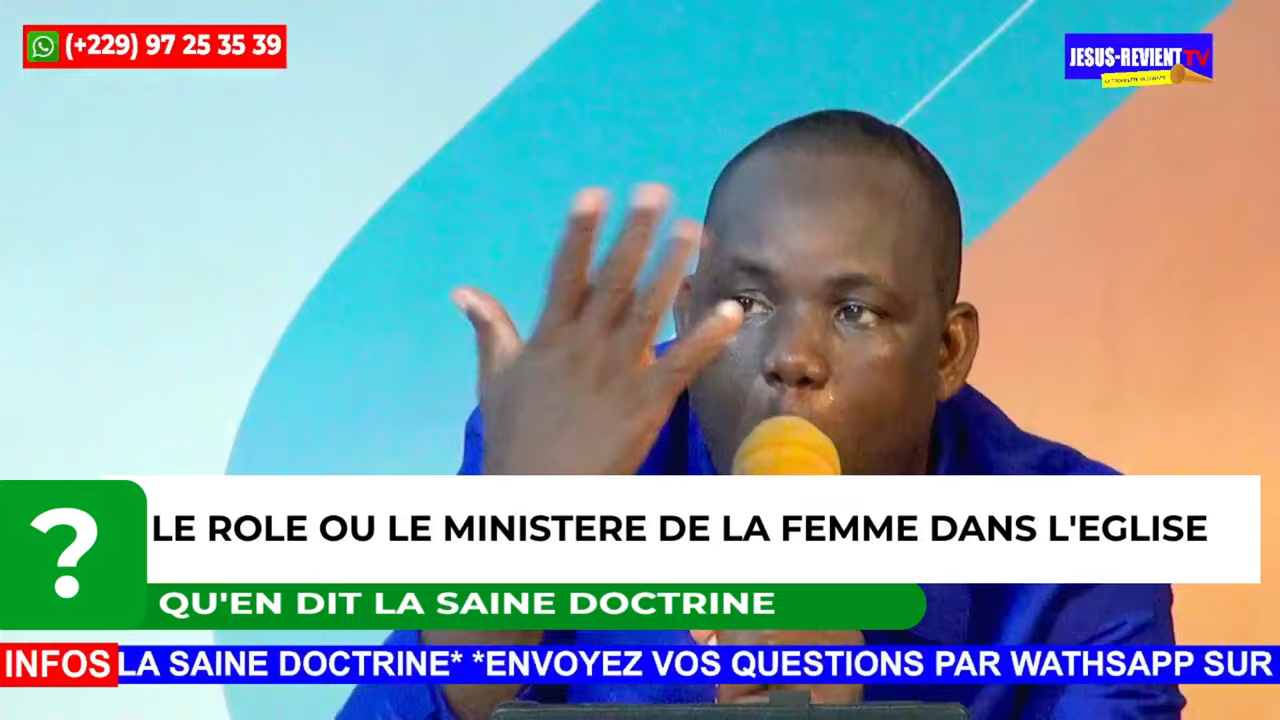 (+229) 97 25 35 39
JESUS-REVIENT TV
?
LE ROLE OU LE MINISTERE DE LA FEMME DANS L'EGLISE
QU'EN DIT LA SAINE DOCTRINE
INFOS LA SAINE DOCTRINE* *ENVOYEZ VOS QUESTIONS PAR WATHSAPP SUR